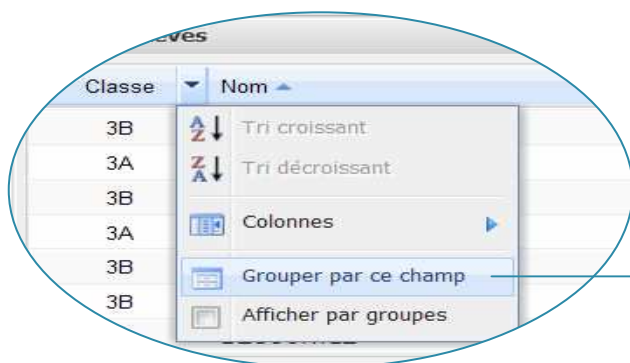 Classe Nom
3B
Tri croissant
3A
Tri décroissant
3B
3A
Colonnes
3B
Grouper par ce champ
3B
Afficher par groupes